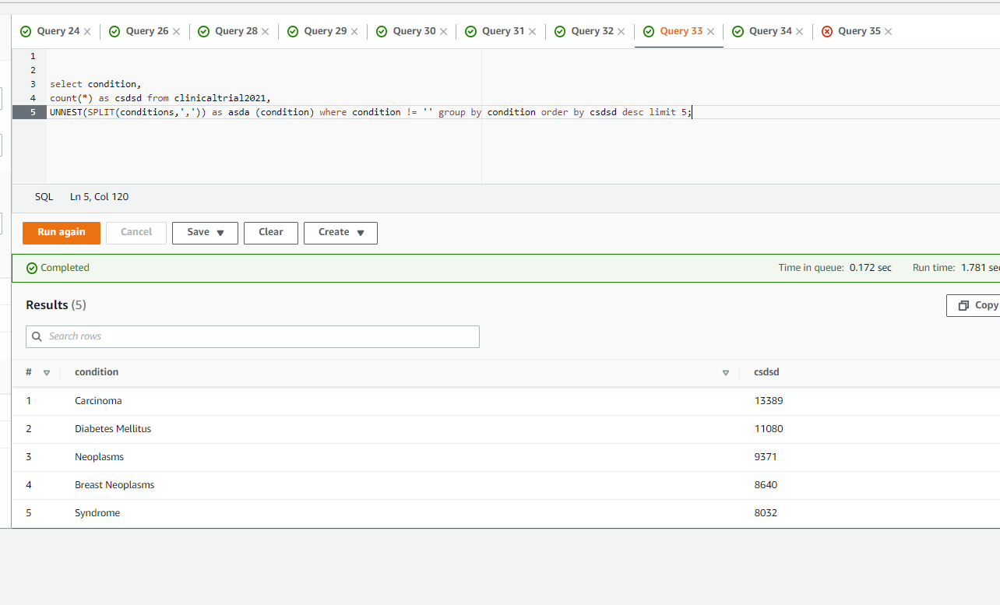 Query 24 Query 26 Query 28 Query 29 Query 30 Query 31 Query 32 Query 33 Query 34 Query 35
1
2
3 select condition,
4 count(*) as csdsd from clinicaltrial2021,
5 UNNEST(SPLIT(conditions,',')) as asda (condition) where condition != '' group by condition order by csdsd desc limit 5;
SQL Ln 5, Col 120
Run again Cancel Save Clear Create
Completed Time in queue: 0.172 sec Run time: 1.781 sec
Results (5) Copy
Search rows
# condition csdsd
1 Carcinoma 13389
2 Diabetes Mellitus 11080
3 Neoplasms 9371
4 Breast Neoplasms 8640
5 Syndrome 8032